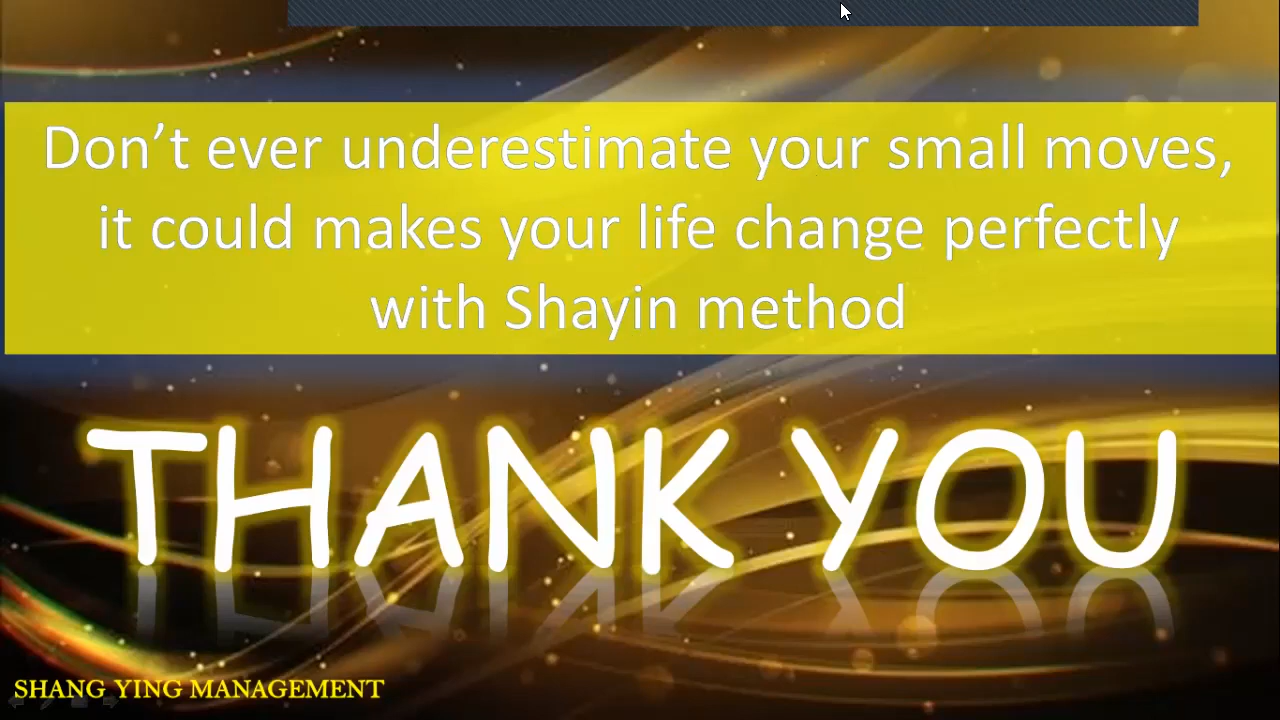 Don’t ever underestimate your small moves,
it could makes your life change perfectly
with Shayin method
THANK YOU
SHANG YING MANAGEMENT